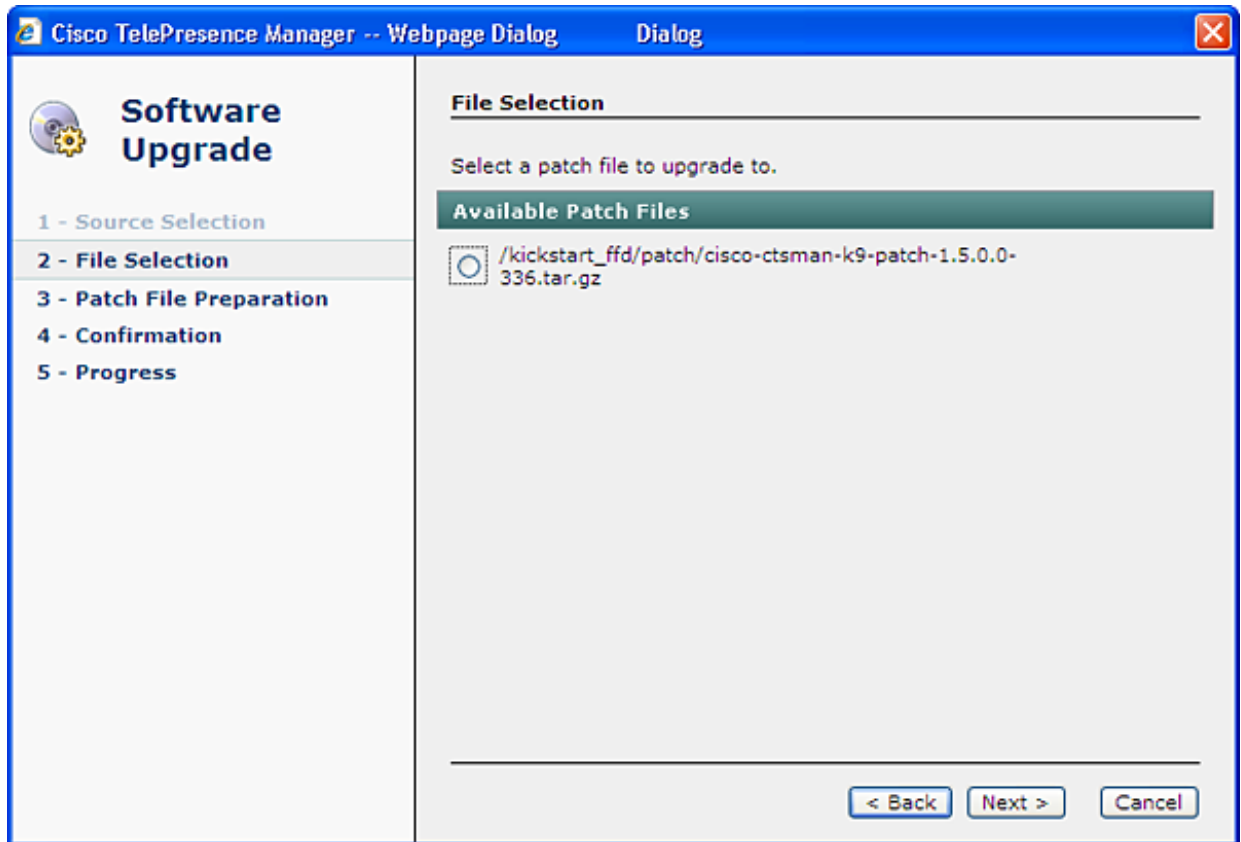 Cisco TelePresence Manager -- Webpage Dialog Dialog
Software
Upgrade
1 - Source Selection
2 - File Selection
3 - Patch File Preparation
4 - Confirmation
5 - Progress
File Selection
Select a patch file to upgrade to.
Available Patch Files
/kickstart_ffd/patch/cisco-ctsman-k9-patch-1.5.0.0-
336.tar.gz
< Back Next > Cancel